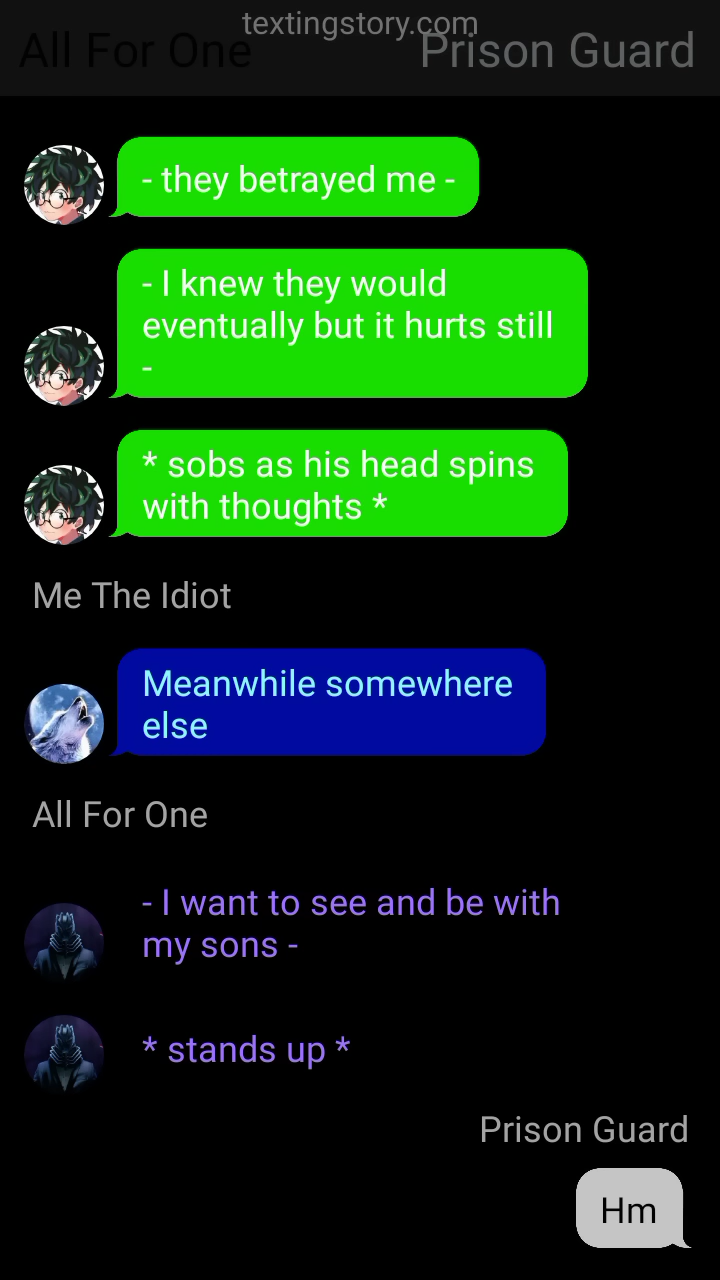 textingstory.com
All For One
Prison Guard
- they betrayed me -
- I knew they would
eventually but it hurts still
-
* sobs as his head spins
with thoughts *
Me The Idiot
Meanwhile somewhere
else
All For One
- I want to see and be with
my sons -
* stands up *
Prison Guard
Hm